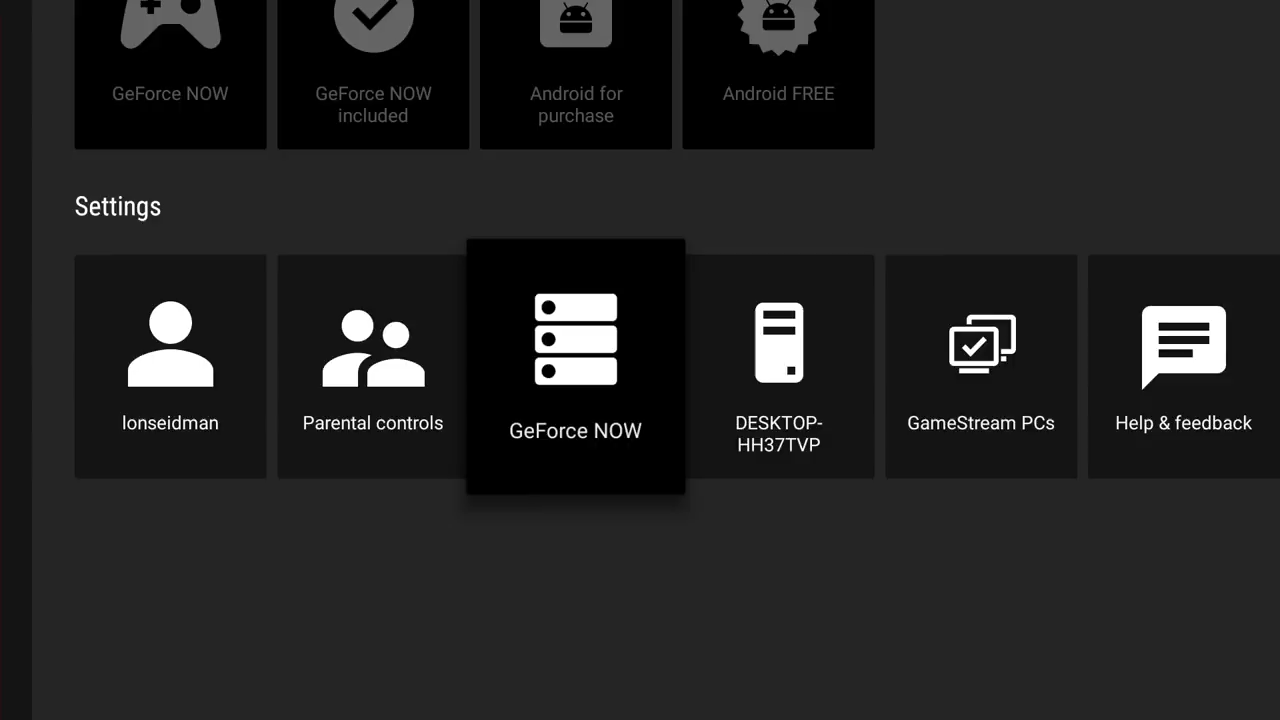 GeForce NOW
GeForce NOW
included
Android for
purchase
Android FREE
Settings
lonseidman
Parental controls
GeForce NOW
DESKTOP-
HH37TVP
GameStream PCs
Help & feedback